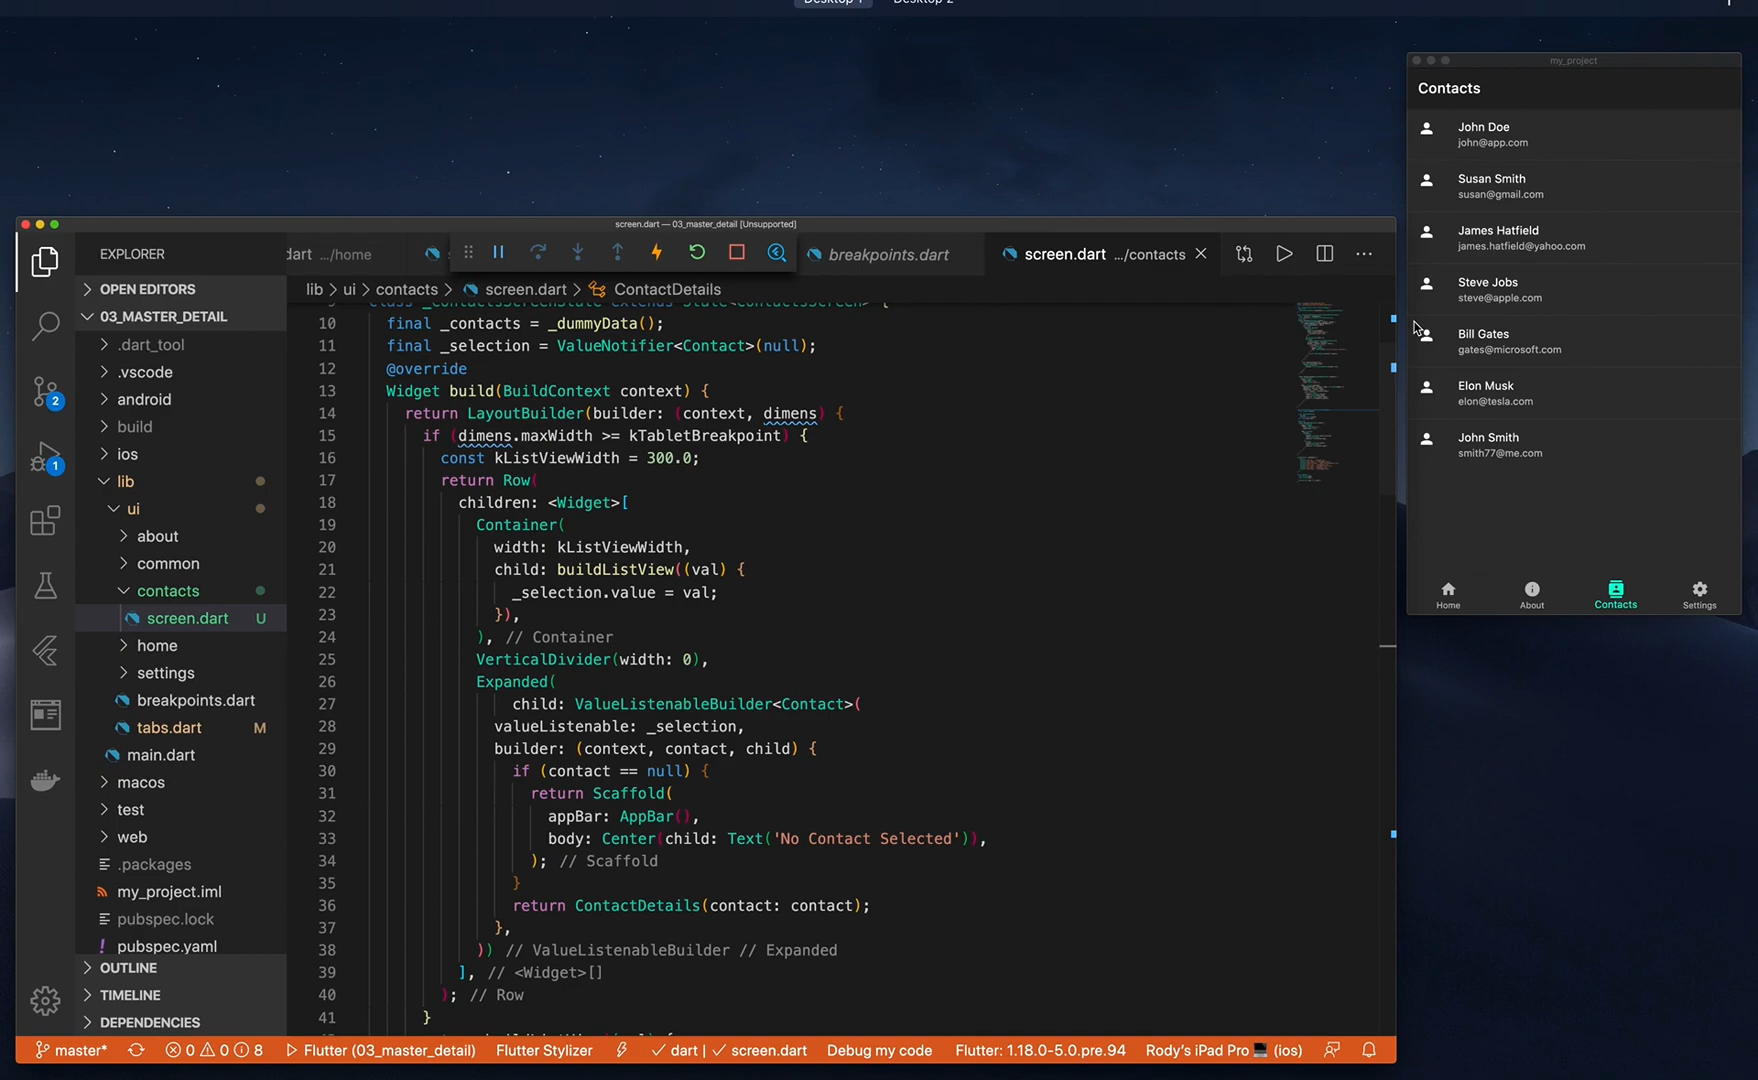 Desktop 1
Desktop 2
my_project
Contacts
John Doe
john@app.com
Susan Smith
susan@gmail.com
James Hatfield
james.hatfield@yahoo.com
Steve Jobs
steve@apple.com
Bill Gates
gates@microsoft.com
Elon Musk
elon@tesla.com
John Smith
smith77@me.com
Home
About
Contacts
Settings
screen.dart — 03_master_detail [Unsupported]
EXPLORER
dart .../home
breakpoints.dart
screen.dart .../contacts
OPEN EDITORS
03_MASTER_DETAIL
.dart_tool
.vscode
android
build
ios
lib
ui
about
common
contacts
screen.dart U
home
settings
breakpoints.dart
tabs.dart M
main.dart
macos
test
web
.packages
my_project.iml
pubspec.lock
! pubspec.yaml
OUTLINE
TIMELINE
DEPENDENCIES
2
1
lib > ui > contacts > screen.dart > ContactDetails
9 class _ContactsScreenState extends State<ContactsScreen> {
10 final _contacts = _dummyData();
11 final _selection = ValueNotifier<Contact>(null);
12 @override
13 Widget build(BuildContext context) {
14 return LayoutBuilder(builder: (context, dimens) {
15 if (dimens.maxWidth >= kTabletBreakpoint) {
16 const kListViewWidth = 300.0;
17 return Row(
18 children: <Widget>[
19 Container(
20 width: kListViewWidth,
21 child: buildListView((val) {
22 _selection.value = val;
23 }),
24 ), // Container
25 VerticalDivider(width: 0),
26 Expanded(
27 child: ValueListenableBuilder<Contact>(
28 valueListenable: _selection,
29 builder: (context, contact, child) {
30 if (contact == null) {
31 return Scaffold(
32 appBar: AppBar(),
33 body: Center(child: Text('No Contact Selected')),
34 ); // Scaffold
35 }
36 return ContactDetails(contact: contact);
37 },
38 )) // ValueListenableBuilder // Expanded
39 ], // <Widget>[]
40 ); // Row
41 }
master*
0 0 8
Flutter (03_master_detail)
Flutter Stylizer
dart | ✓ screen.dart
Debug my code
Flutter: 1.18.0-5.0.pre.94
Rody's iPad Pro (ios)